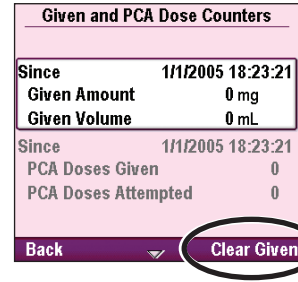 Given and PCA Dose Counters
Since 1/1/2005 18:23:21
Given Amount 0 mg
Given Volume 0 mL
Since 1/1/2005 18:23:21
PCA Doses Given 0
PCA Doses Attempted 0
Back Clear Given